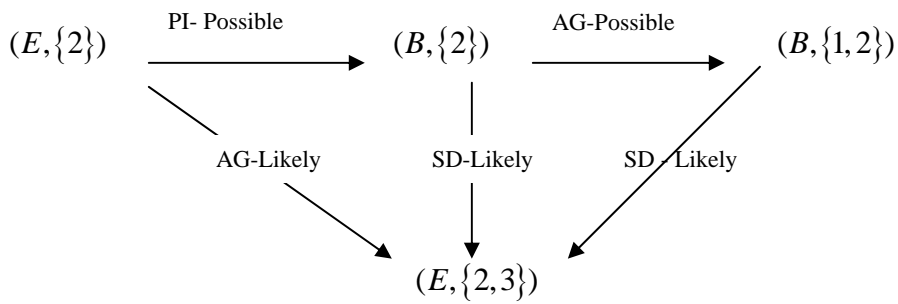 PI- Possible
AG-Possible
(E,{2})
(B,{2})
(B,{1,2})
AG-Likely
SD-Likely
SD - Likely
(E,{2,3})